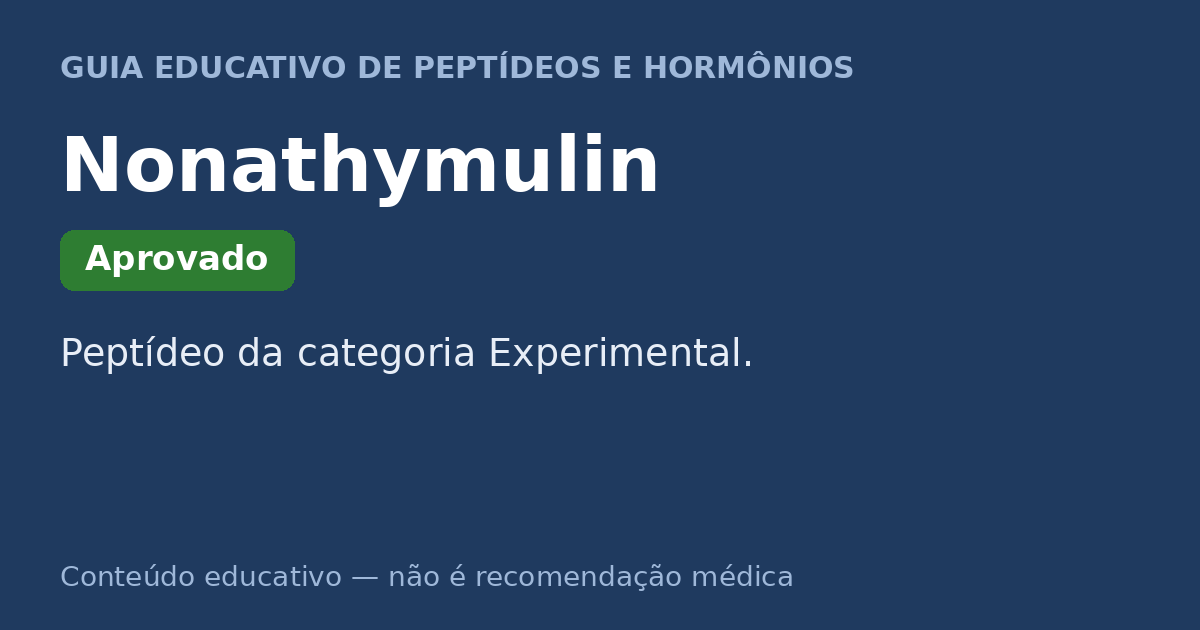 GUIA EDUCATIVO DE PEPTÍDEOS E HORMÔNIOS
Nonathymulin
Aprovado
Peptídeo da categoria Experimental.
Conteúdo educativo — não é recomendação médica